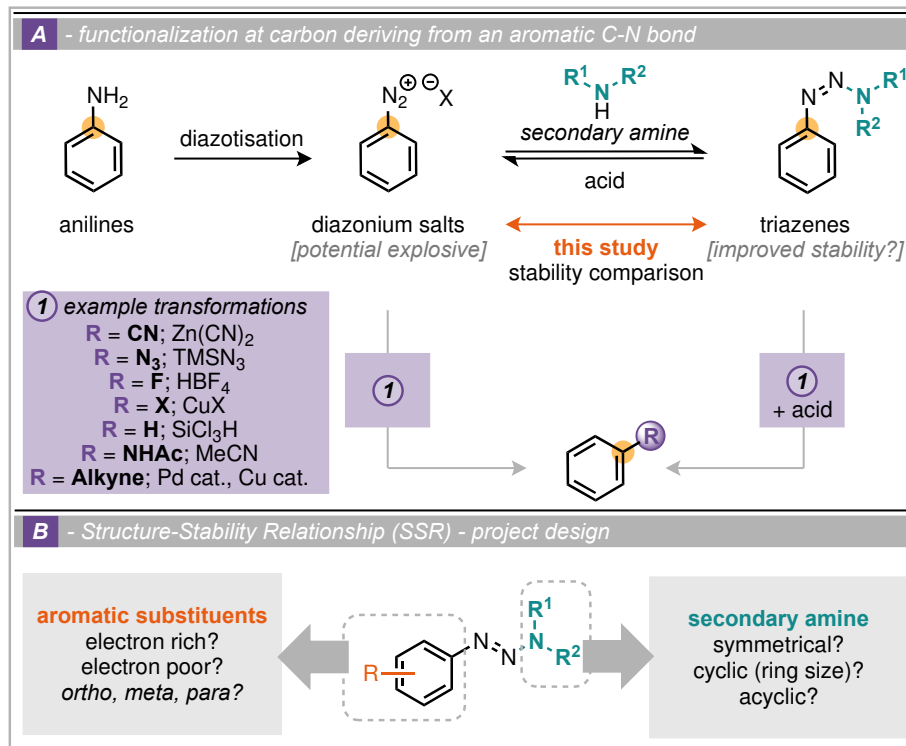 A - functionalization at carbon deriving from an aromatic C-N bond
NH2
anilines
diazotisation
N2 ⊕ ⊖ X
diazonium salts
[potential explosive]
R1 R2
N
H
secondary amine
acid
this study
stability comparison
N N N R1
R2
triazenes
[improved stability?]
1 example transformations
R = CN; Zn(CN)2
R = N3; TMSN3
R = F; HBF4
R = X; CuX
R = H; SiCl3H
R = NHAc; MeCN
R = Alkyne; Pd cat., Cu cat.
1
1
+ acid
R
B - Structure-Stability Relationship (SSR) - project design
aromatic substituents
electron rich?
electron poor?
ortho, meta, para?
R
N N N R1
R2
secondary amine
symmetrical?
cyclic (ring size)?
acyclic?